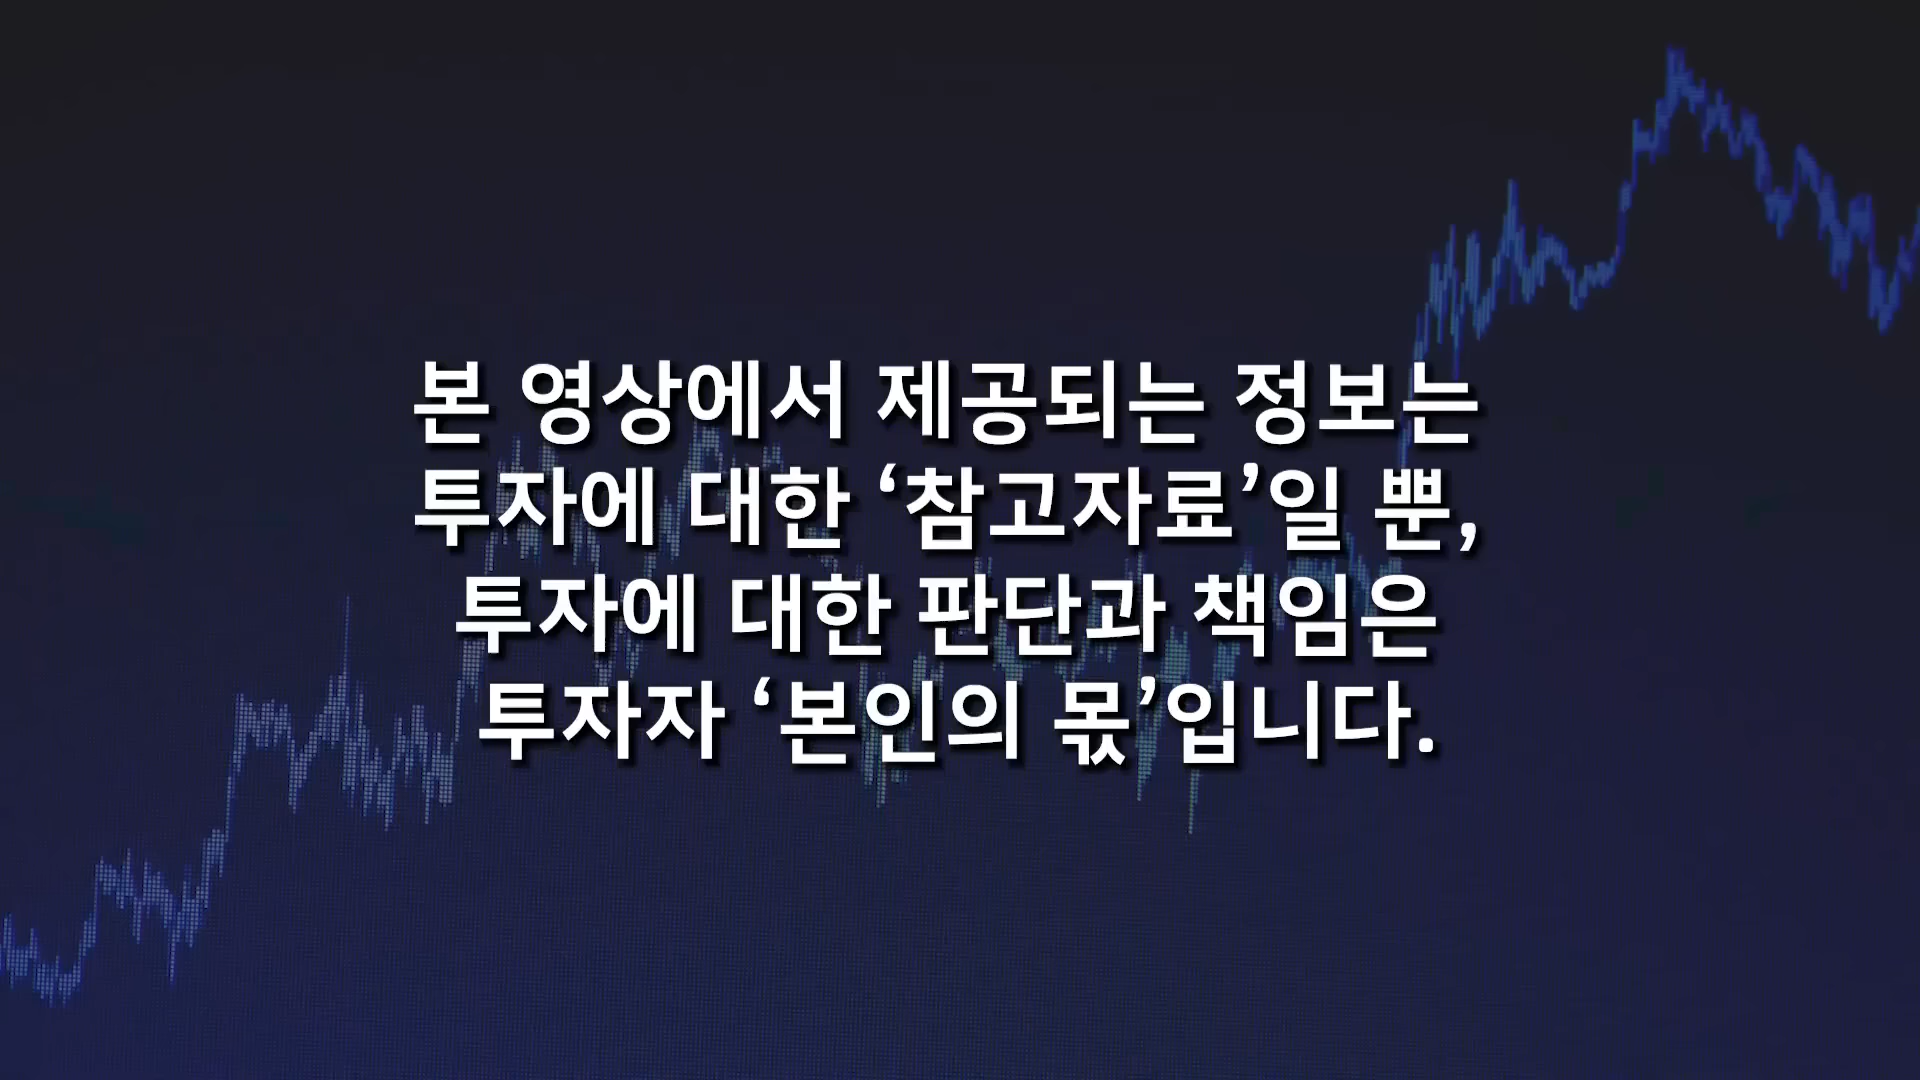 본 영상에서 제공되는 정보는
투자에 대한 ‘참고자료’일 뿐,
투자에 대한 판단과 책임은
투자자 ‘본인의 몫’입니다.